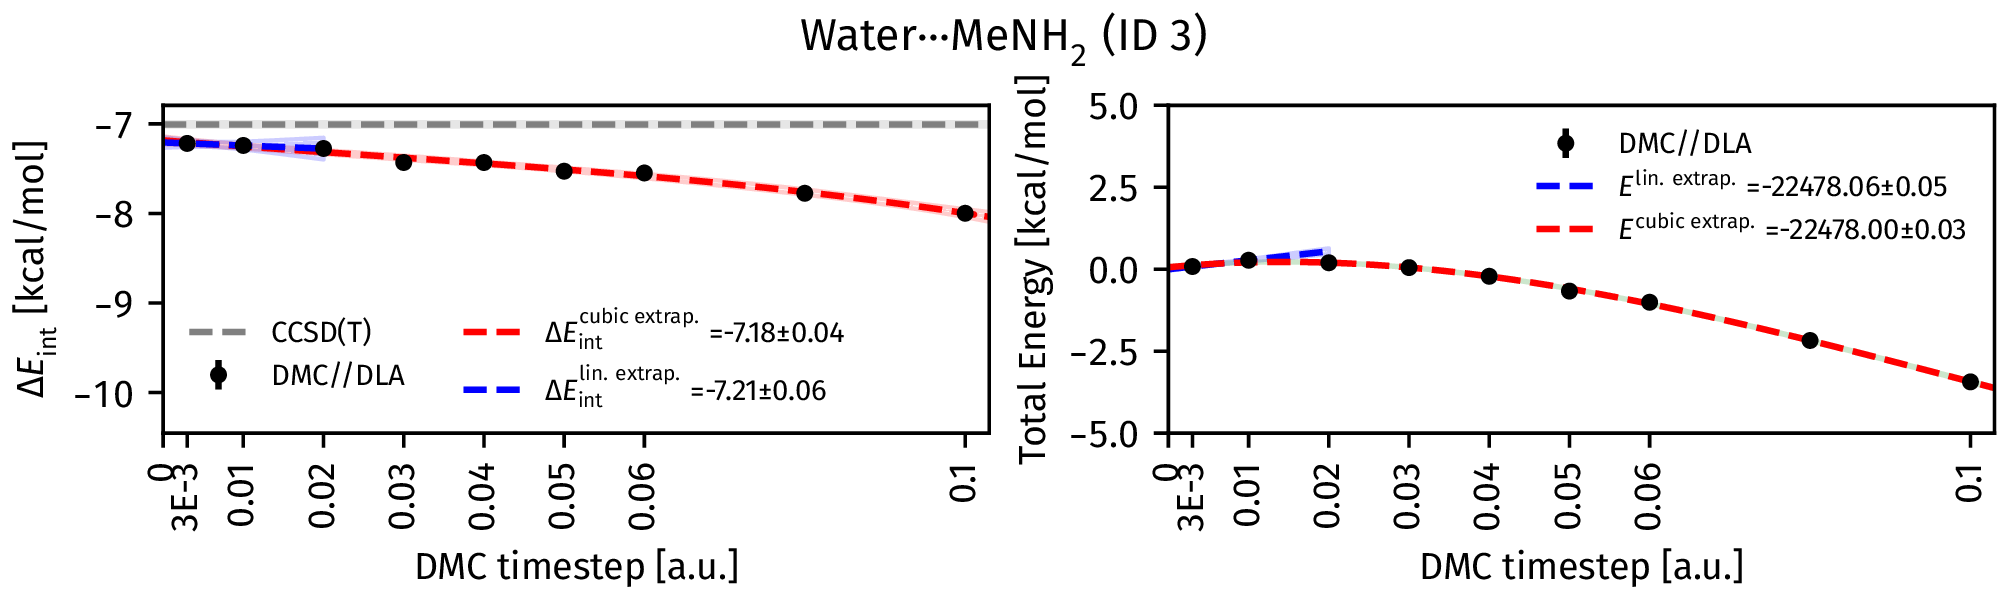 Water···MeNH₂ (ID 3)
ΔE_int [kcal/mol]
−7
−8
−9
−10
CCSD(T)
DMC//DLA
ΔE_int^cubic extrap. =-7.18±0.04
ΔE_int^lin. extrap. =-7.21±0.06
0
3E-3
0.01
0.02
0.03
0.04
0.05
0.06
0.1
DMC timestep [a.u.]
Total Energy [kcal/mol]
5.0
2.5
0.0
−2.5
−5.0
DMC//DLA
E^lin. extrap. =-22478.06±0.05
E^cubic extrap. =-22478.00±0.03
0
3E-3
0.01
0.02
0.03
0.04
0.05
0.06
0.1
DMC timestep [a.u.]